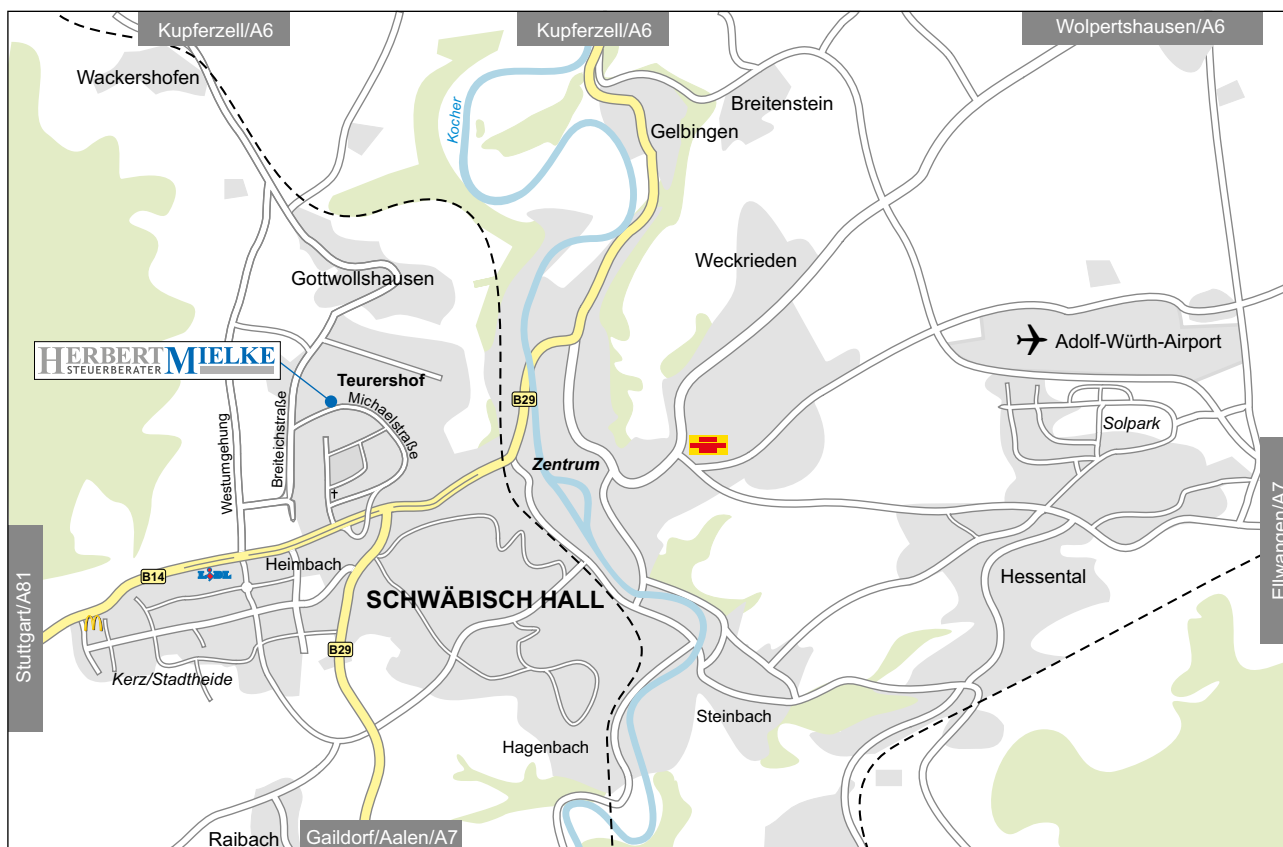 Kupferzell/A6
Kupferzell/A6
Wolpertshausen/A6
Wackershofen
Kocher
Breitenstein
Gelbingen
Weckrieden
Gottwollshausen
Adolf-Würth-Airport
HERBERT MIELKE
STEUERBERATER
Teurershof
Michaelstraße
B29
Solpark
Westumgehung
Breiteichstraße
Zentrum
Stuttgart/A81
Ellwangen/A7
B14
LIDL
Heimbach
SCHWÄBISCH HALL
Hessental
B29
Kerz/Stadtheide
Steinbach
Hagenbach
Raibach
Gaildorf/Aalen/A7